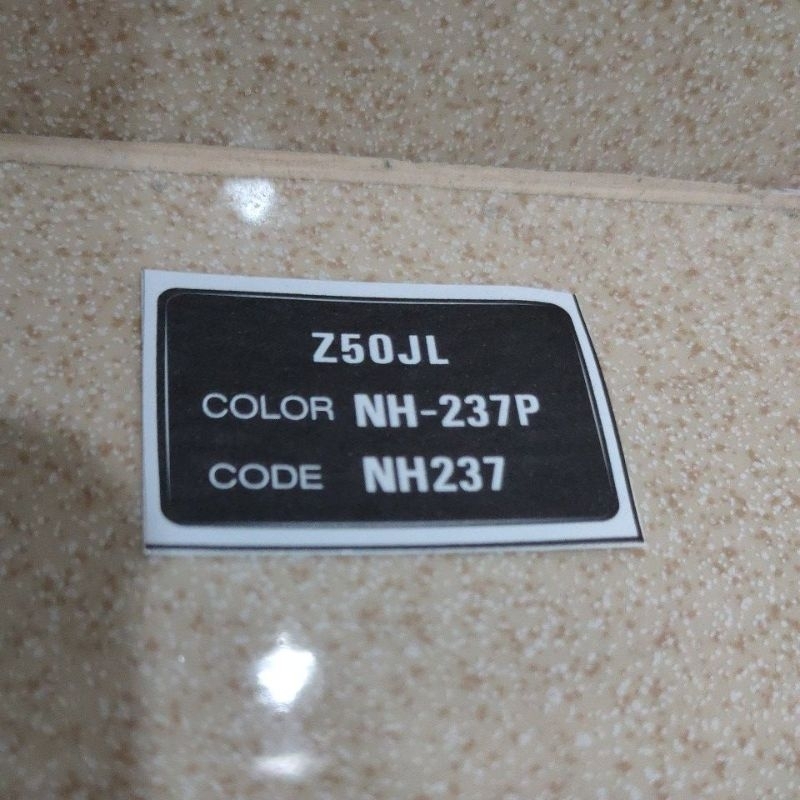 Z50JL
COLOR NH-237P
CODE NH237